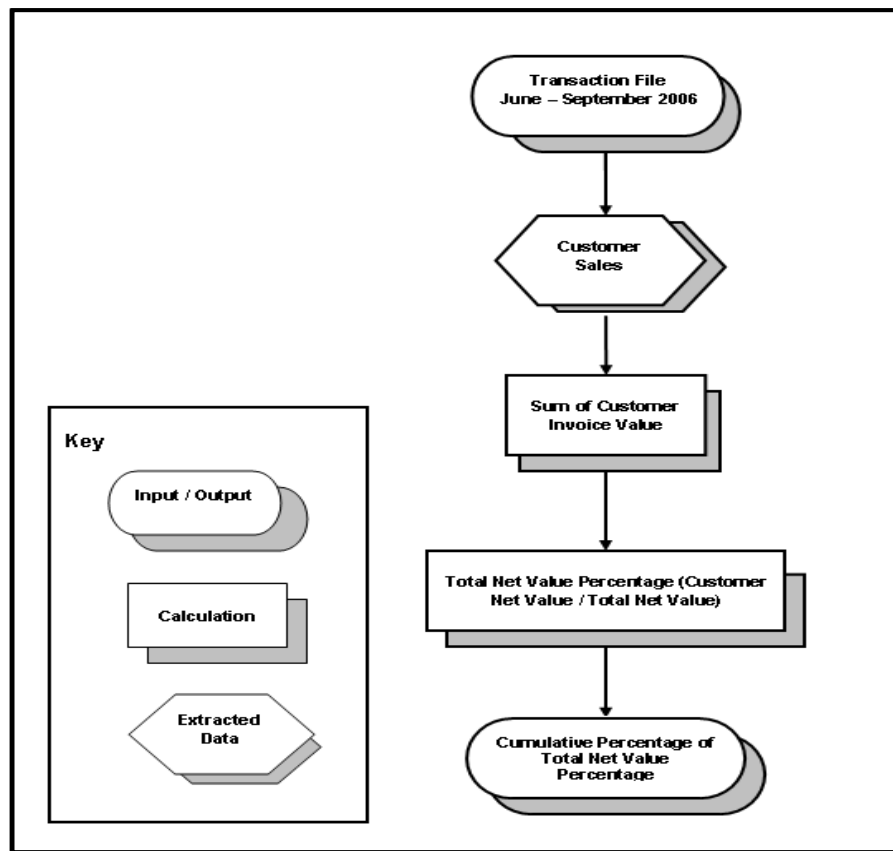 Transaction File
June – September 2006
Customer
Sales
Sum of Customer
Invoice Value
Key
Input / Output
Total Net Value Percentage (Customer
Net Value / Total Net Value)
Calculation
Extracted
Data
Cumulative Percentage of
Total Net Value
Percentage